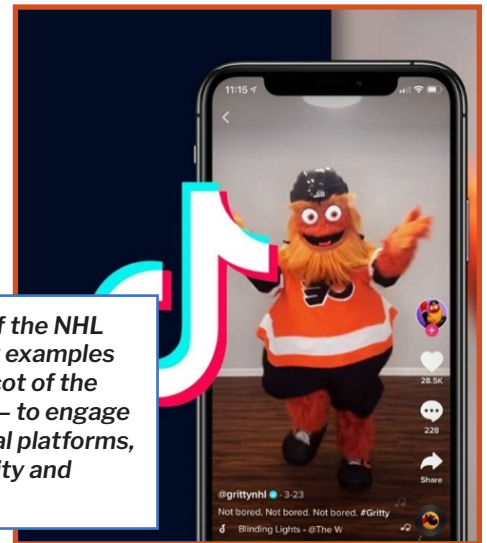 f the NHL
examples
cot of the
– to engage
al platforms,
ity and
11:15
28.5K
228
Share
@grittynhl · 3-23
Not bored. Not bored. Not bored. #Gritty
Blinding Lights - @The W